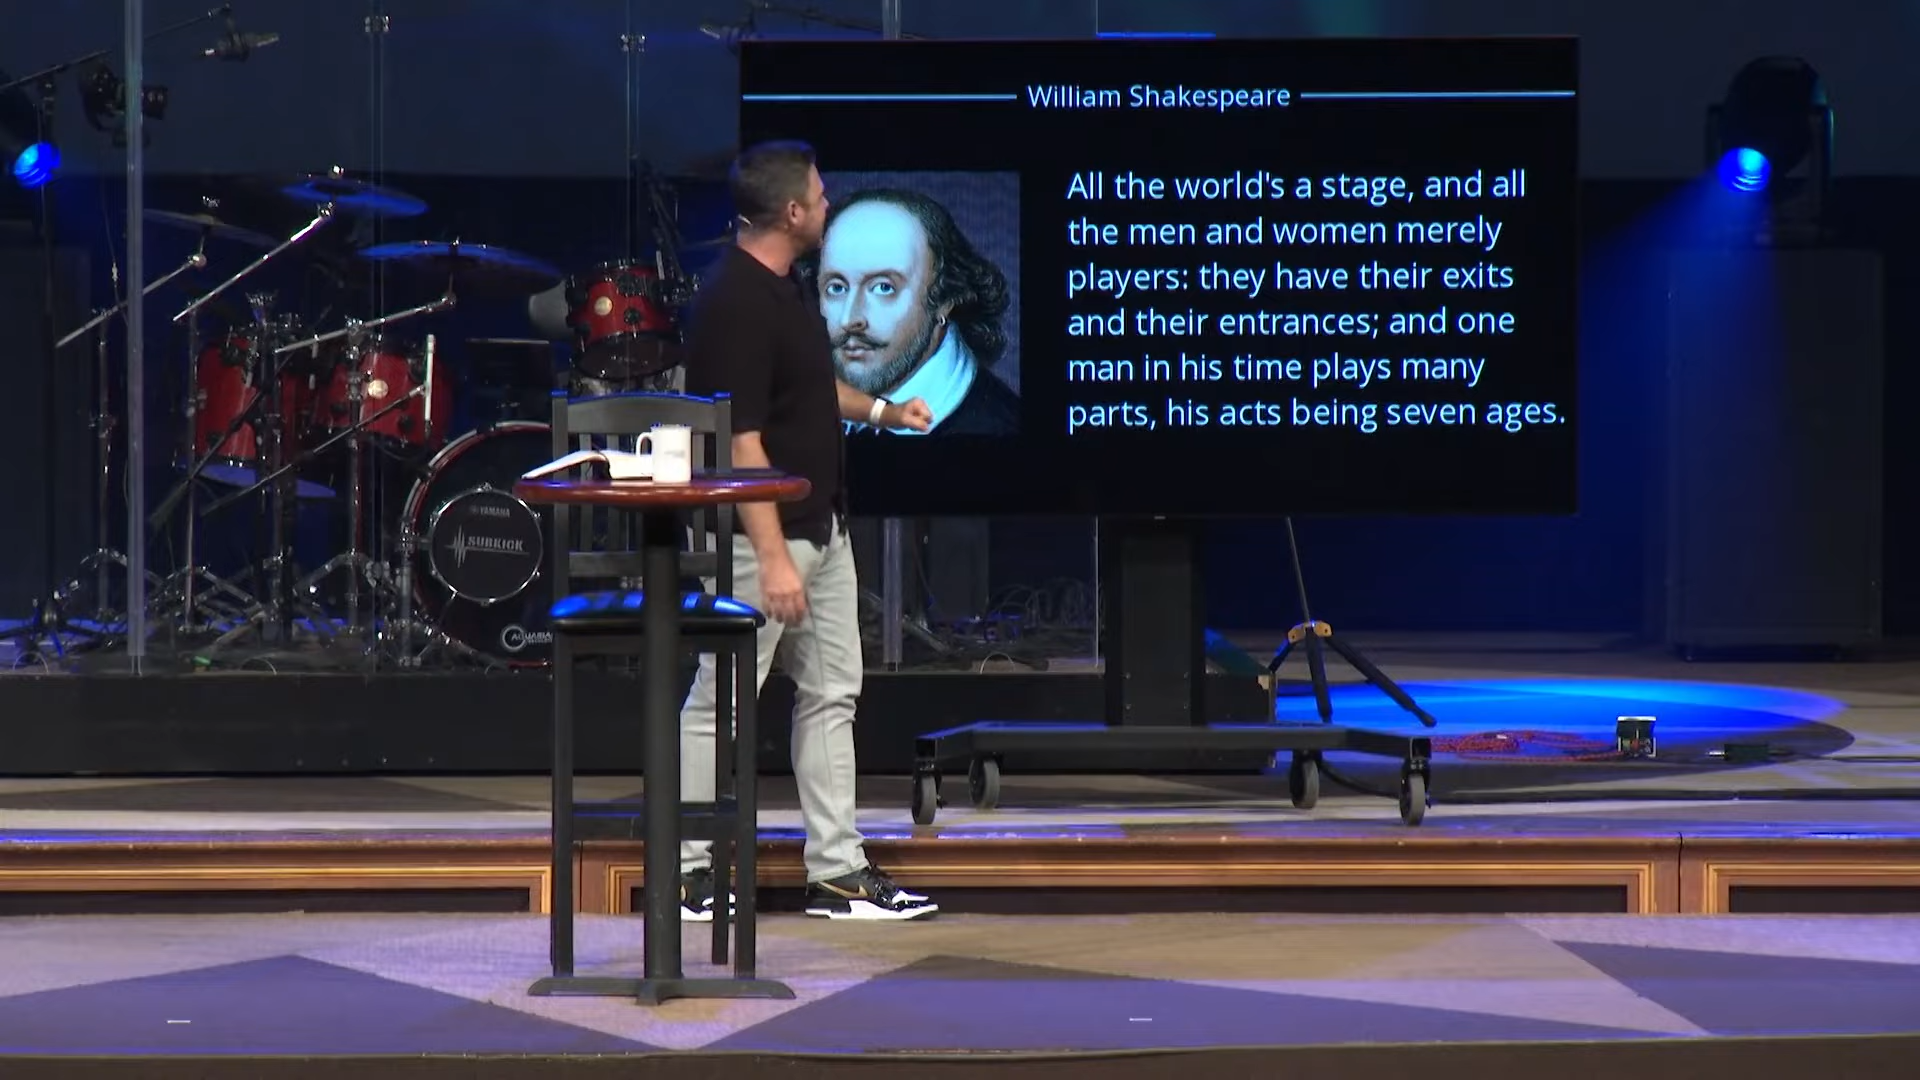 William Shakespeare
All the world's a stage, and all
the men and women merely
players: they have their exits
and their entrances; and one
man in his time plays many
parts, his acts being seven ages.
YAMAHA
SUBKICK
AQUARIAN